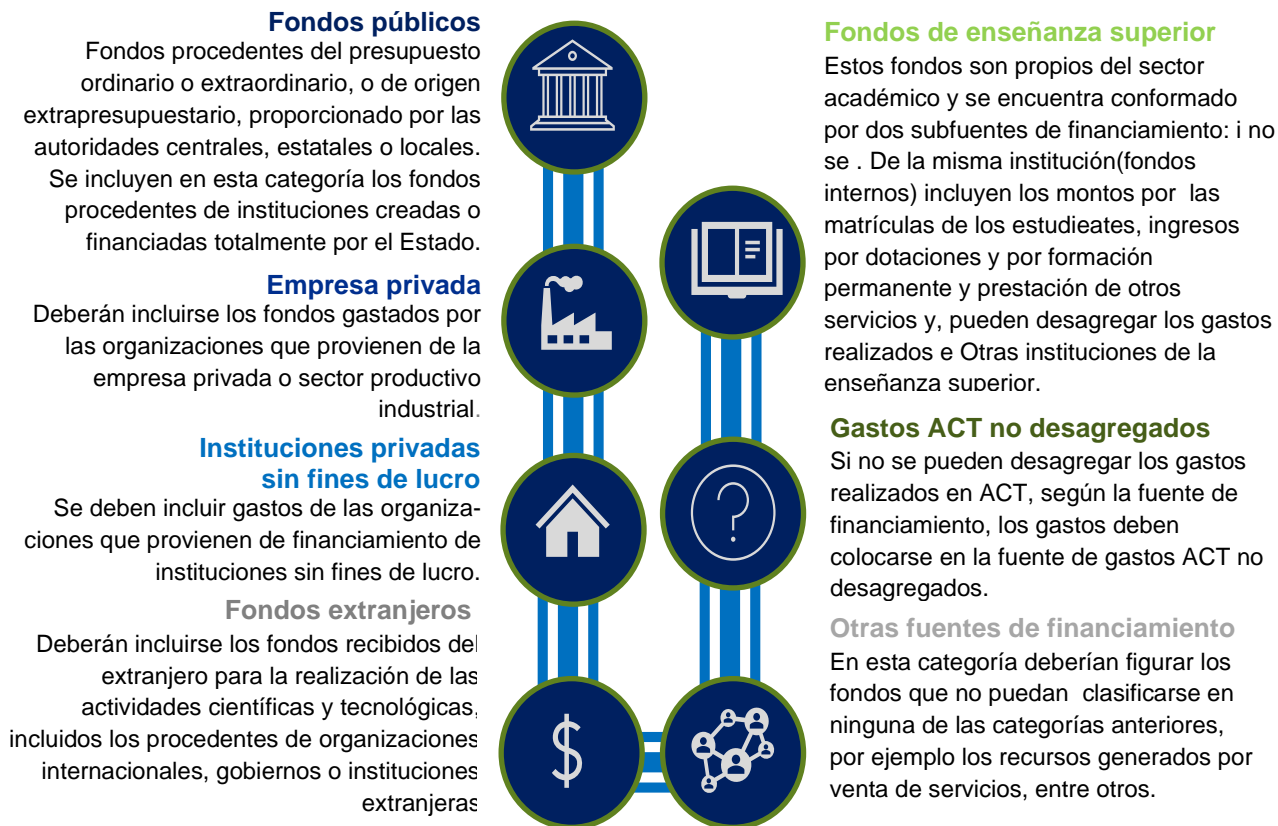 Fondos públicos
Fondos procedentes del presupuesto
ordinario o extraordinario, o de origen
extrapresupuestario, proporcionado por las
autoridades centrales, estatales o locales.
Se incluyen en esta categoría los fondos
procedentes de instituciones creadas o
financiadas totalmente por el Estado.
Empresa privada
Deberán incluirse los fondos gastados por
las organizaciones que provienen de la
empresa privada o sector productivo
industrial.
Instituciones privadas
sin fines de lucro
Se deben incluir gastos de las organiza-
ciones que provienen de financiamiento de
instituciones sin fines de lucro.
Fondos extranjeros
Deberán incluirse los fondos recibidos del
extranjero para la realización de las
actividades científicas y tecnológicas,
incluidos los procedentes de organizaciones
internacionales, gobiernos o instituciones
extranjeras
Fondos de enseñanza superior
Estos fondos son propios del sector
académico y se encuentra conformado
por dos subfuentes de financiamiento: i no
se . De la misma institución(fondos
internos) incluyen los montos por las
matrículas de los estudieates, ingresos
por dotaciones y por formación
permanente y prestación de otros
servicios y, pueden desagregar los gastos
realizados e Otras instituciones de la
enseñanza superior.
Gastos ACT no desagregados
Si no se pueden desagregar los gastos
realizados en ACT, según la fuente de
financiamiento, los gastos deben
colocarse en la fuente de gastos ACT no
desagregados.
Otras fuentes de financiamiento
En esta categoría deberían figurar los
fondos que no puedan clasificarse en
ninguna de las categorías anteriores,
por ejemplo los recursos generados por
venta de servicios, entre otros.